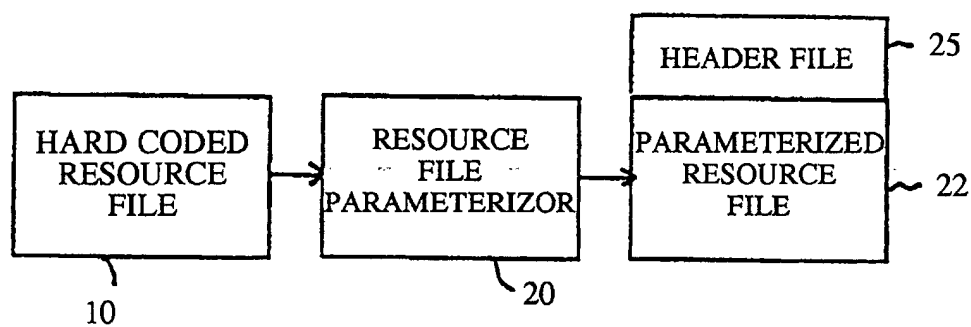 HEADER FILE
25
HARD CODED
RESOURCE
FILE
RESOURCE
FILE
PARAMETERIZOR
PARAMETERIZED
RESOURCE
FILE
22
10
20